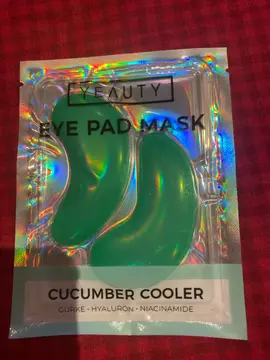 YEAUTY
EYE PAD MASK
CUCUMBER COOLER
GURKE • HYALURON • NIACINAMIDE